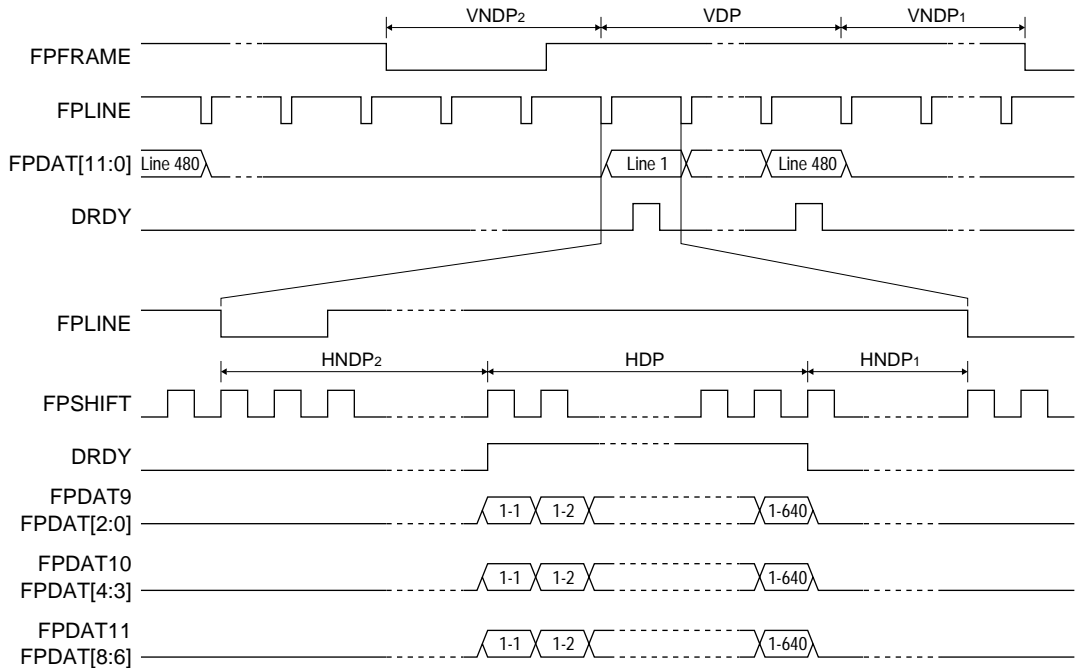 VNDP2 VDP VNDP1
FPFRAME
FPLINE
FPDAT[11:0] Line 480 Line 1 Line 480
DRDY
FPLINE
HNDP2 HDP HNDP1
FPSHIFT
DRDY
FPDAT9
FPDAT[2:0] 1-1 1-2 1-640
FPDAT10
FPDAT[4:3] 1-1 1-2 1-640
FPDAT11
FPDAT[8:6] 1-1 1-2 1-640